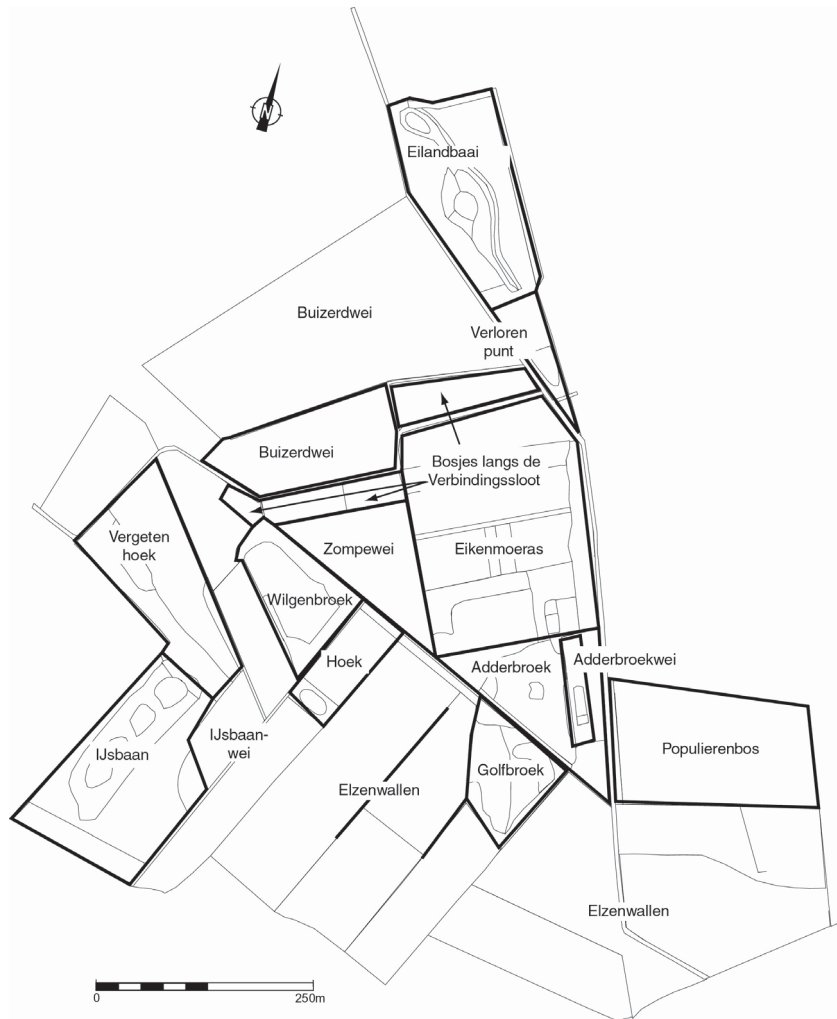 N
Eilandbaai
Buizerdwei
Verloren
punt
Buizerdwei
Bosjes langs de
Verbindingssloot
Vergeten
hoek
Zompewei
Eikenmoeras
Wilgenbroek
Hoek
Adderbroek
Adderbroekwei
IJsbaan
IJsbaan-
wei
Populierenbos
Golfbroek
Elzenwallen
Elzenwallen
0
250m